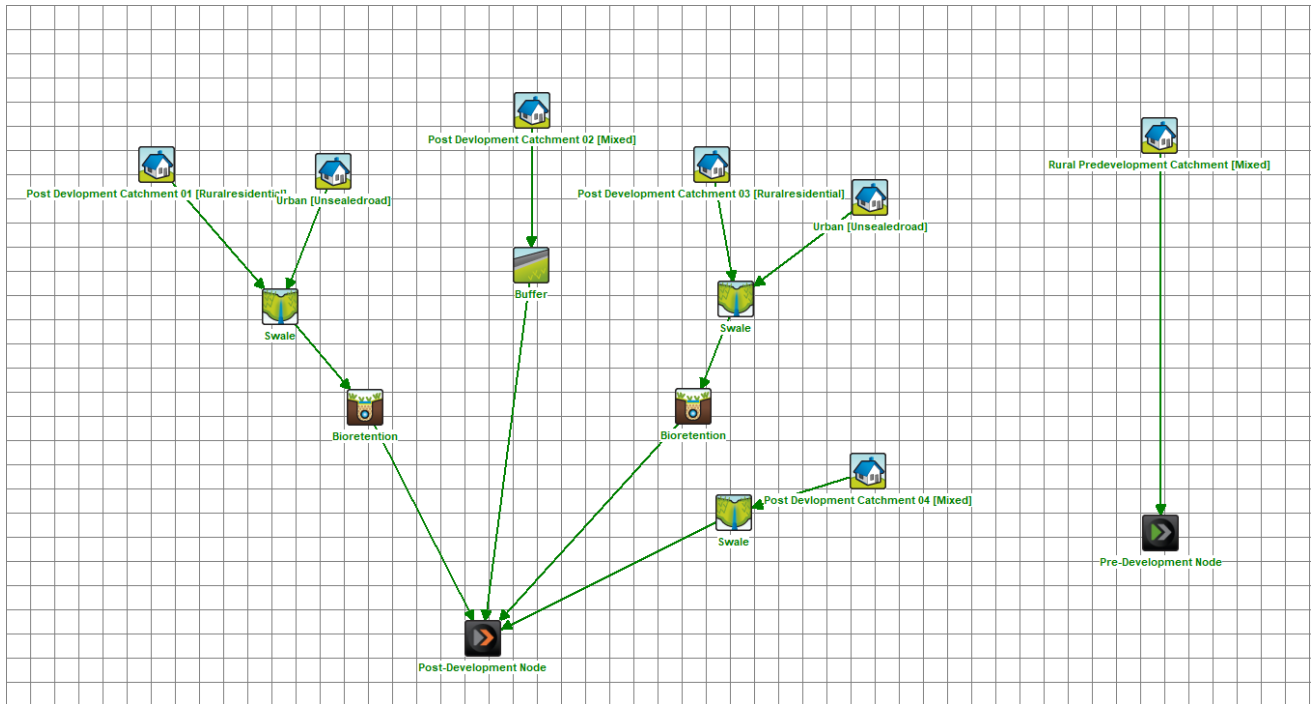 Post Devlopment Catchment 02 [Mixed]
Rural Predevelopment Catchment [Mixed]
Post Devlopment Catchment 01 [Ruralresidential]
Urban [Unsealedroad]
Post Development Catchment 03 [Ruralresidential]
Urban [Unsealedroad]
Buffer
Swale
Swale
Bioretention
Bioretention
Post Devlopment Catchment 04 [Mixed]
Swale
Pre-Development Node
Post-Development Node